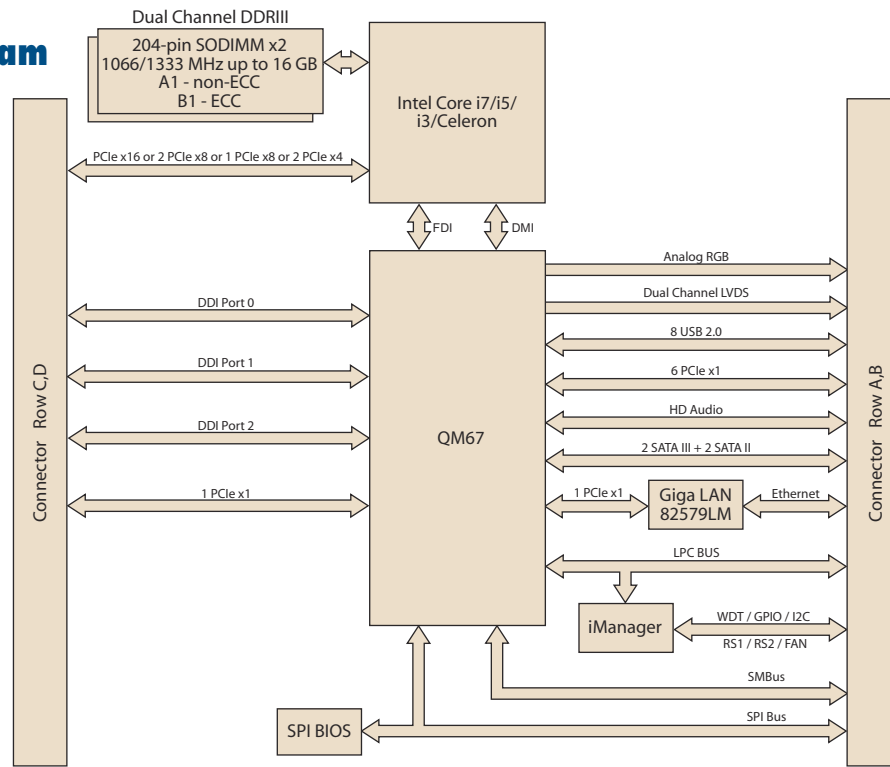 am
Dual Channel DDRIII
204-pin SODIMM x2
1066/1333 MHz up to 16 GB
A1 - non-ECC
B1 - ECC
Intel Core i7/i5/
i3/Celeron
PCIe x16 or 2 PCIe x8 or 1 PCIe x8 or 2 PCIe x4
FDI
DMI
Connector Row C,D
DDI Port 0
DDI Port 1
DDI Port 2
1 PCIe x1
QM67
Analog RGB
Dual Channel LVDS
8 USB 2.0
6 PCIe x1
HD Audio
2 SATA III + 2 SATA II
1 PCIe x1
Giga LAN
82579LM
Ethernet
LPC BUS
iManager
WDT / GPIO / I2C
RS1 / RS2 / FAN
SMBus
SPI Bus
SPI BIOS
Connector Row A,B